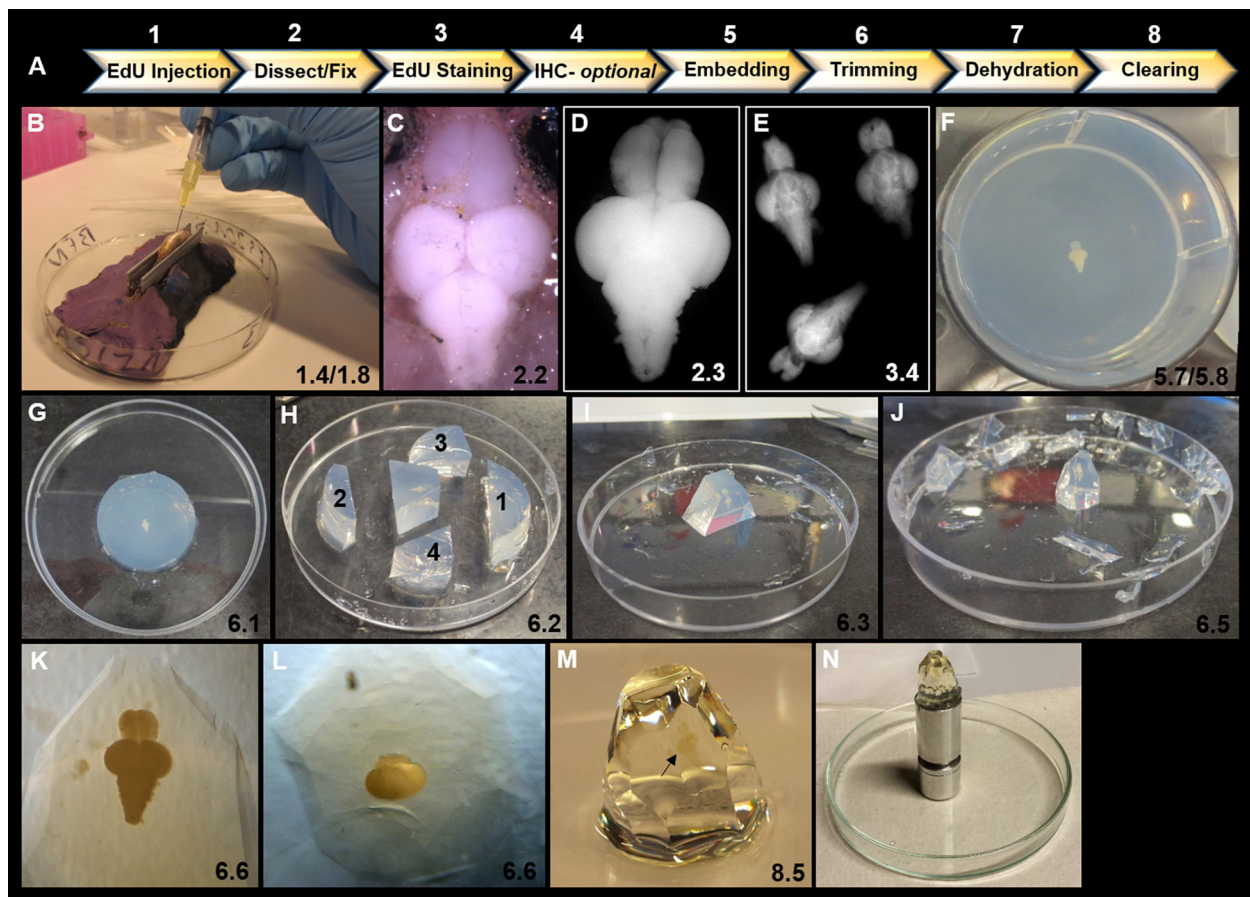 1 2 3 4 5 6 7 8
A EdU Injection Dissect/Fix EdU Staining IHC- optional Embedding Trimming Dehydration Clearing
B C D E F
1.4/1.8 2.2 2.3 3.4 5.7/5.8
G H I J
3
2 1
4
6.1 6.2 6.3 6.5
K L M N
6.6 6.6 8.5